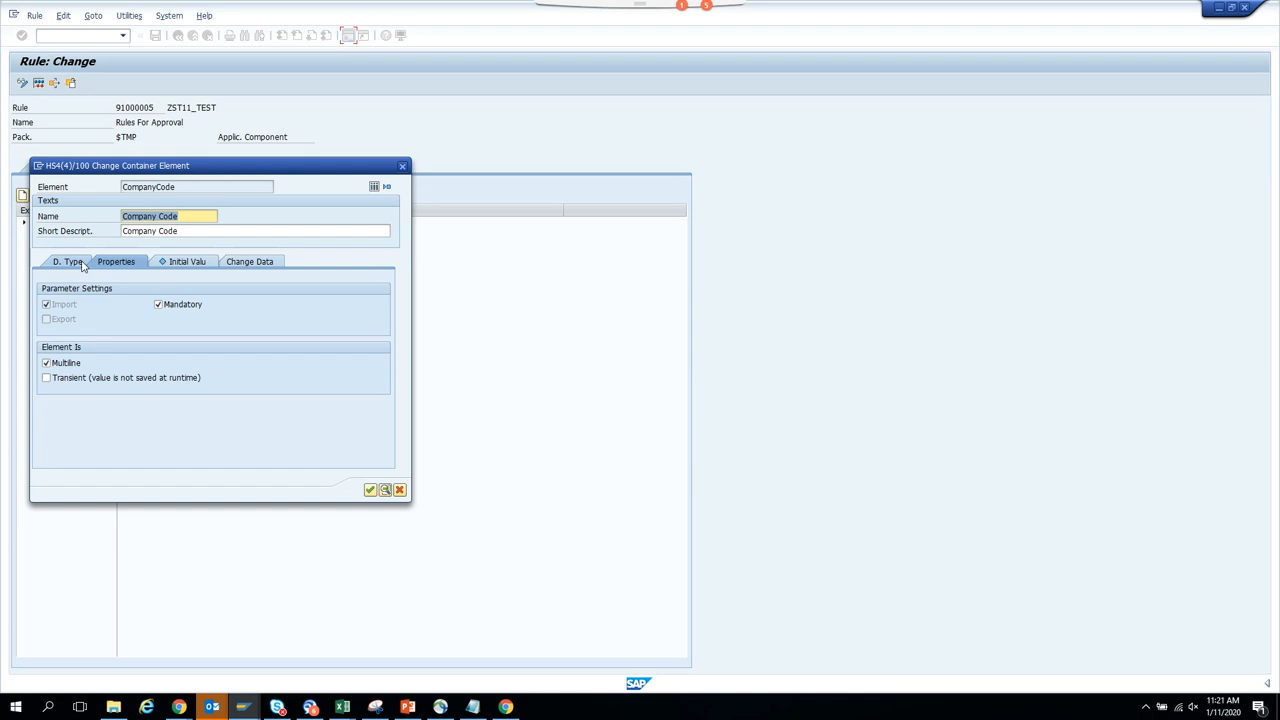 1 5
Rule Edit Goto Utilities System Help
Rule: Change
Rule 91000005 ZST11_TEST
Name Rules For Approval
Pack. $TMP Applic. Component
HS4(4)/100 Change Container Element
Element CompanyCode
Texts
Name Company Code
Short Descript. Company Code
D. Type Properties Initial Valu Change Data
Parameter Settings
Import Mandatory
Export
Element Is
Multiline
Transient (value is not saved at runtime)
SAP
11:21 AM
1/11/2020